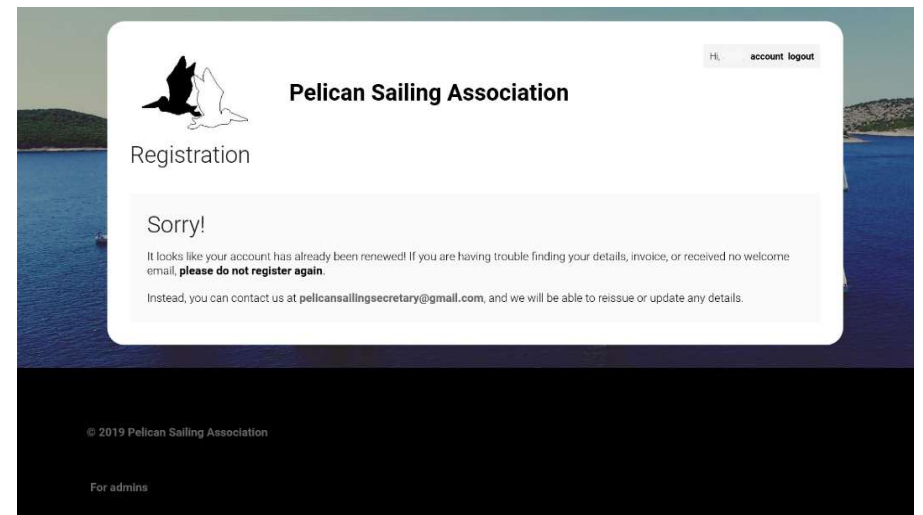 Hi, account logout
Pelican Sailing Association
Registration
Sorry!
It looks like your account has already been renewed! If you are having trouble finding your details, invoice, or received no welcome
email, please do not register again.
Instead, you can contact us at pelicansailingsecretary@gmail.com, and we will be able to reissue or update any details.
© 2019 Pelican Sailing Association
For admins